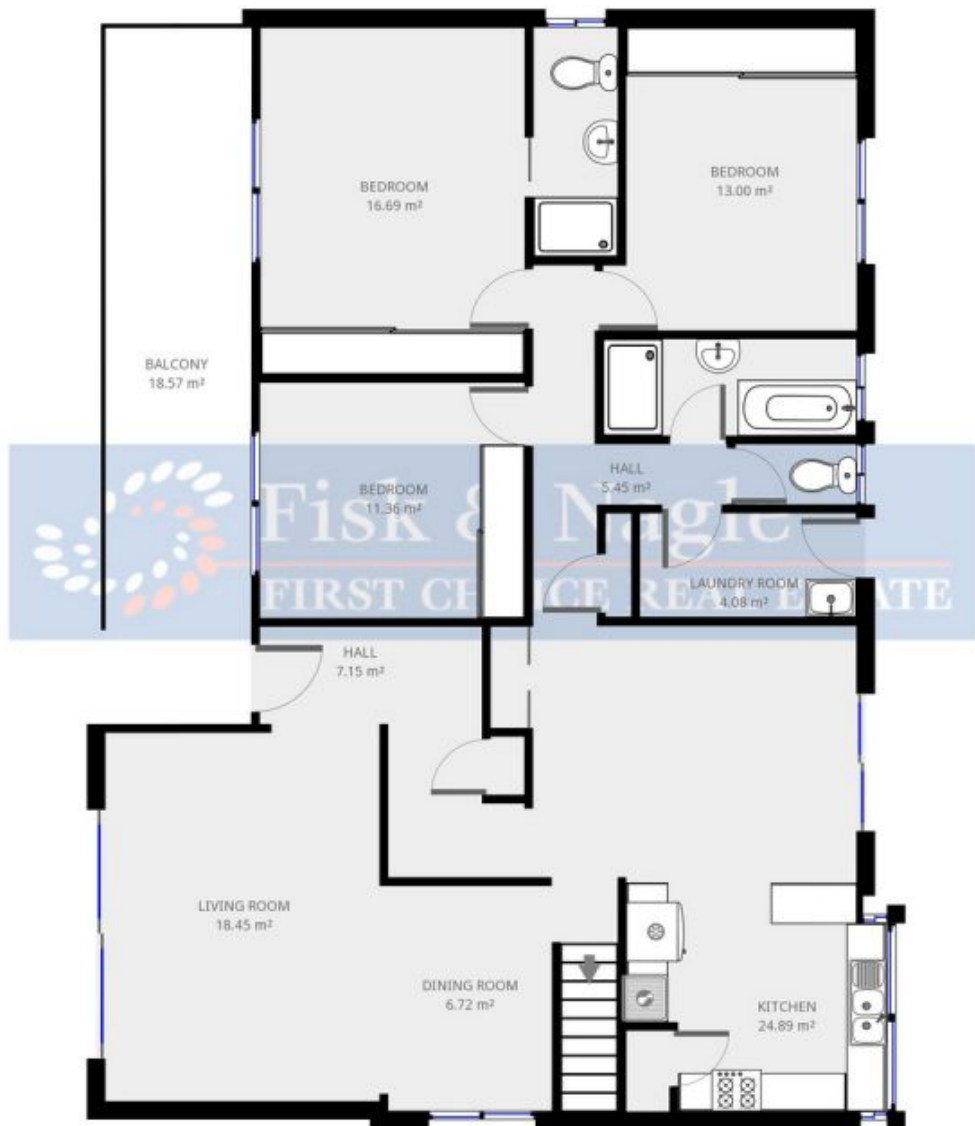 BEDROOM
16.69 m²
BEDROOM
13.00 m²
BALCONY
18.57 m²
BEDROOM
11.36 m²
HALL
5.45 m²
Fisk & Nagle
FIRST CHOICE REAL ESTATE
LAUNDRY ROOM
4.08 m²
HALL
7.15 m²
LIVING ROOM
18.45 m²
DINING ROOM
6.72 m²
KITCHEN
24.89 m²